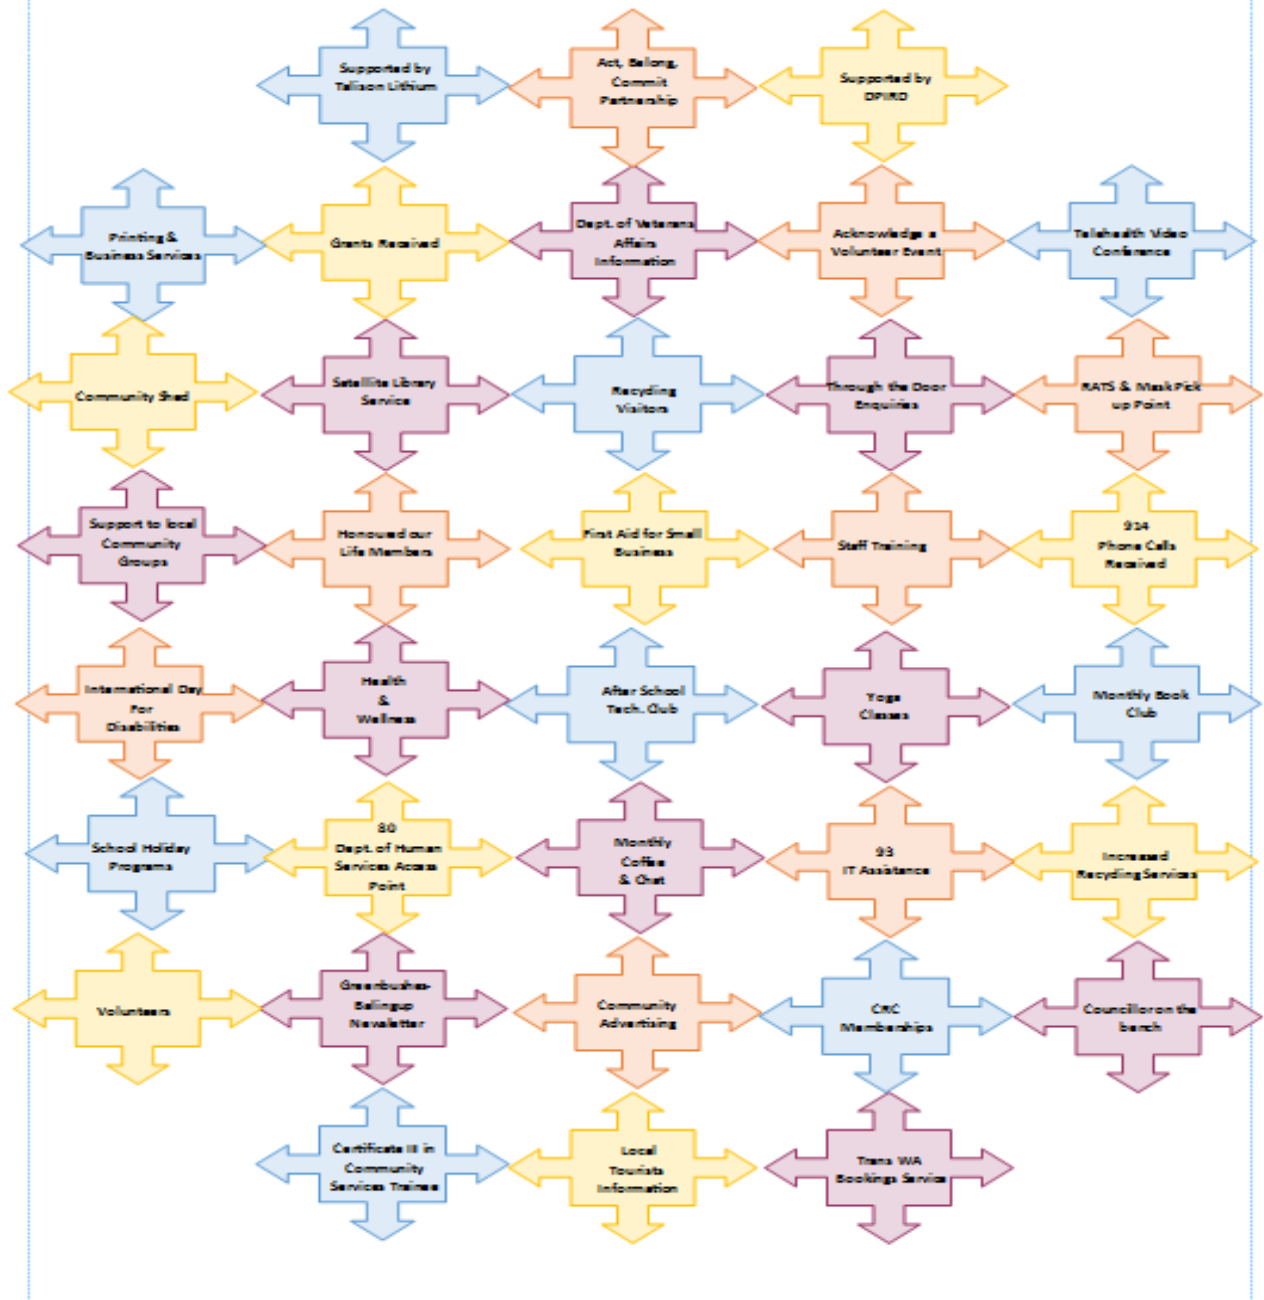 Supported by
Talison Lithium
Act, Belong,
Commit
Partnership
Supported by
DPIRD
Printing &
Business Services
Grants Received
Dept. of Veterans
Affairs
Information
Acknowledge a
Volunteer Event
Telehealth Video
Conference
Community Shed
Satellite Library
Service
Recycling
Visitors
Through the Door
Enquiries
RATS & Mask Pick
up Point
Support to local
Community
Groups
Honoured our
Life Members
First Aid for Small
Business
Staff Training
914
Phone Calls
Received
International Day
For
Disabilities
Health
&
Wellness
After School
Tech. Club
Yoga
Classes
Monthly Book
Club
School Holiday
Programs
80
Dept. of Human
Services Access
Point
Monthly
Coffee
& Chat
93
IT Assistance
Increased
Recycling Services
Volunteers
Greenbushes-
Balingup
Newsletter
Community
Advertising
CRC
Memberships
Councillor on the
bench
Certificate III in
Community
Services Trainee
Local
Tourists
Information
Trans WA
Bookings Service